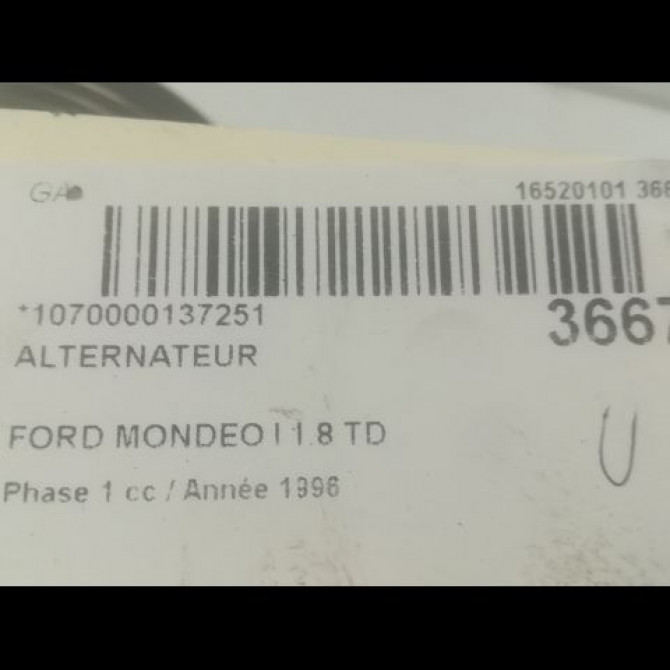 GA
16520101 366
*1070000137251
3667
ALTERNATEUR
FORD MONDEO I 1.8 TD
U
Phase 1 cc / Année 1996